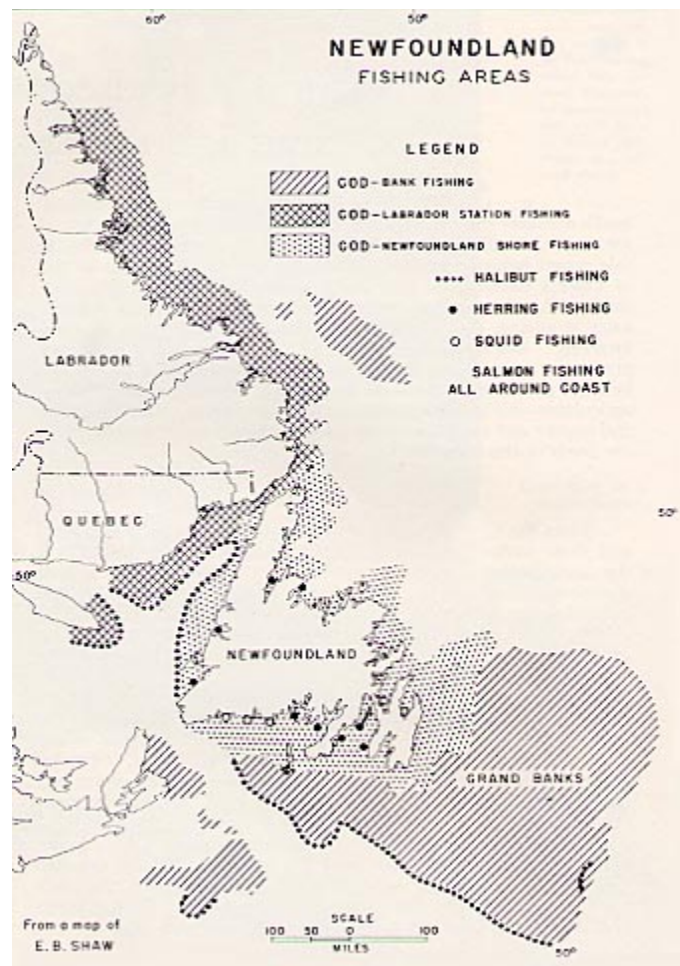 60°
50°
NEWFOUNDLAND
FISHING AREAS
LEGEND
COD-BANK FISHING
COD-LABRADOR STATION FISHING
COD-NEWFOUNDLAND SHORE FISHING
HALIBUT FISHING
HERRING FISHING
SQUID FISHING
SALMON FISHING
ALL AROUND COAST
LABRADOR
QUEBEC
50°
50°
NEWFOUNDLAND
GRAND BANKS
From a map of
E. B. SHAW
SCALE
100 50 0 100
MILES
50°